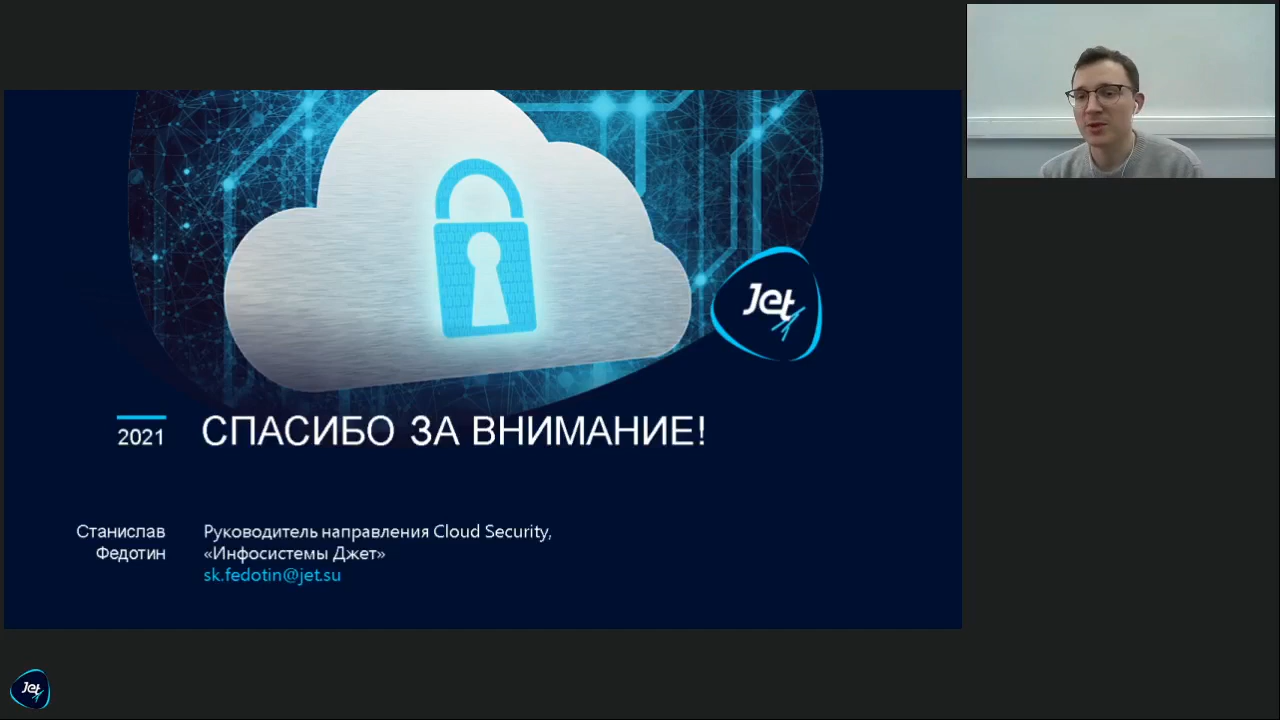 Jet
2021
СПАСИБО ЗА ВНИМАНИЕ!
Станислав
Федотин
Руководитель направления Cloud Security,
«Инфосистемы Джет»
sk.fedotin@jet.su
Jet